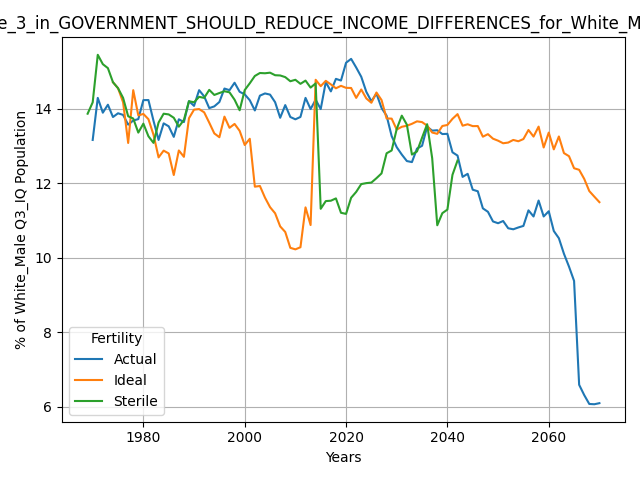 e_3_in_GOVERNMENT_SHOULD_REDUCE_INCOME_DIFFERENCES_for_White_M
% of White_Male Q3_IQ Population
14
12
10
8
6
Fertility
Actual
Ideal
Sterile
1980
2000
2020
2040
2060
Years